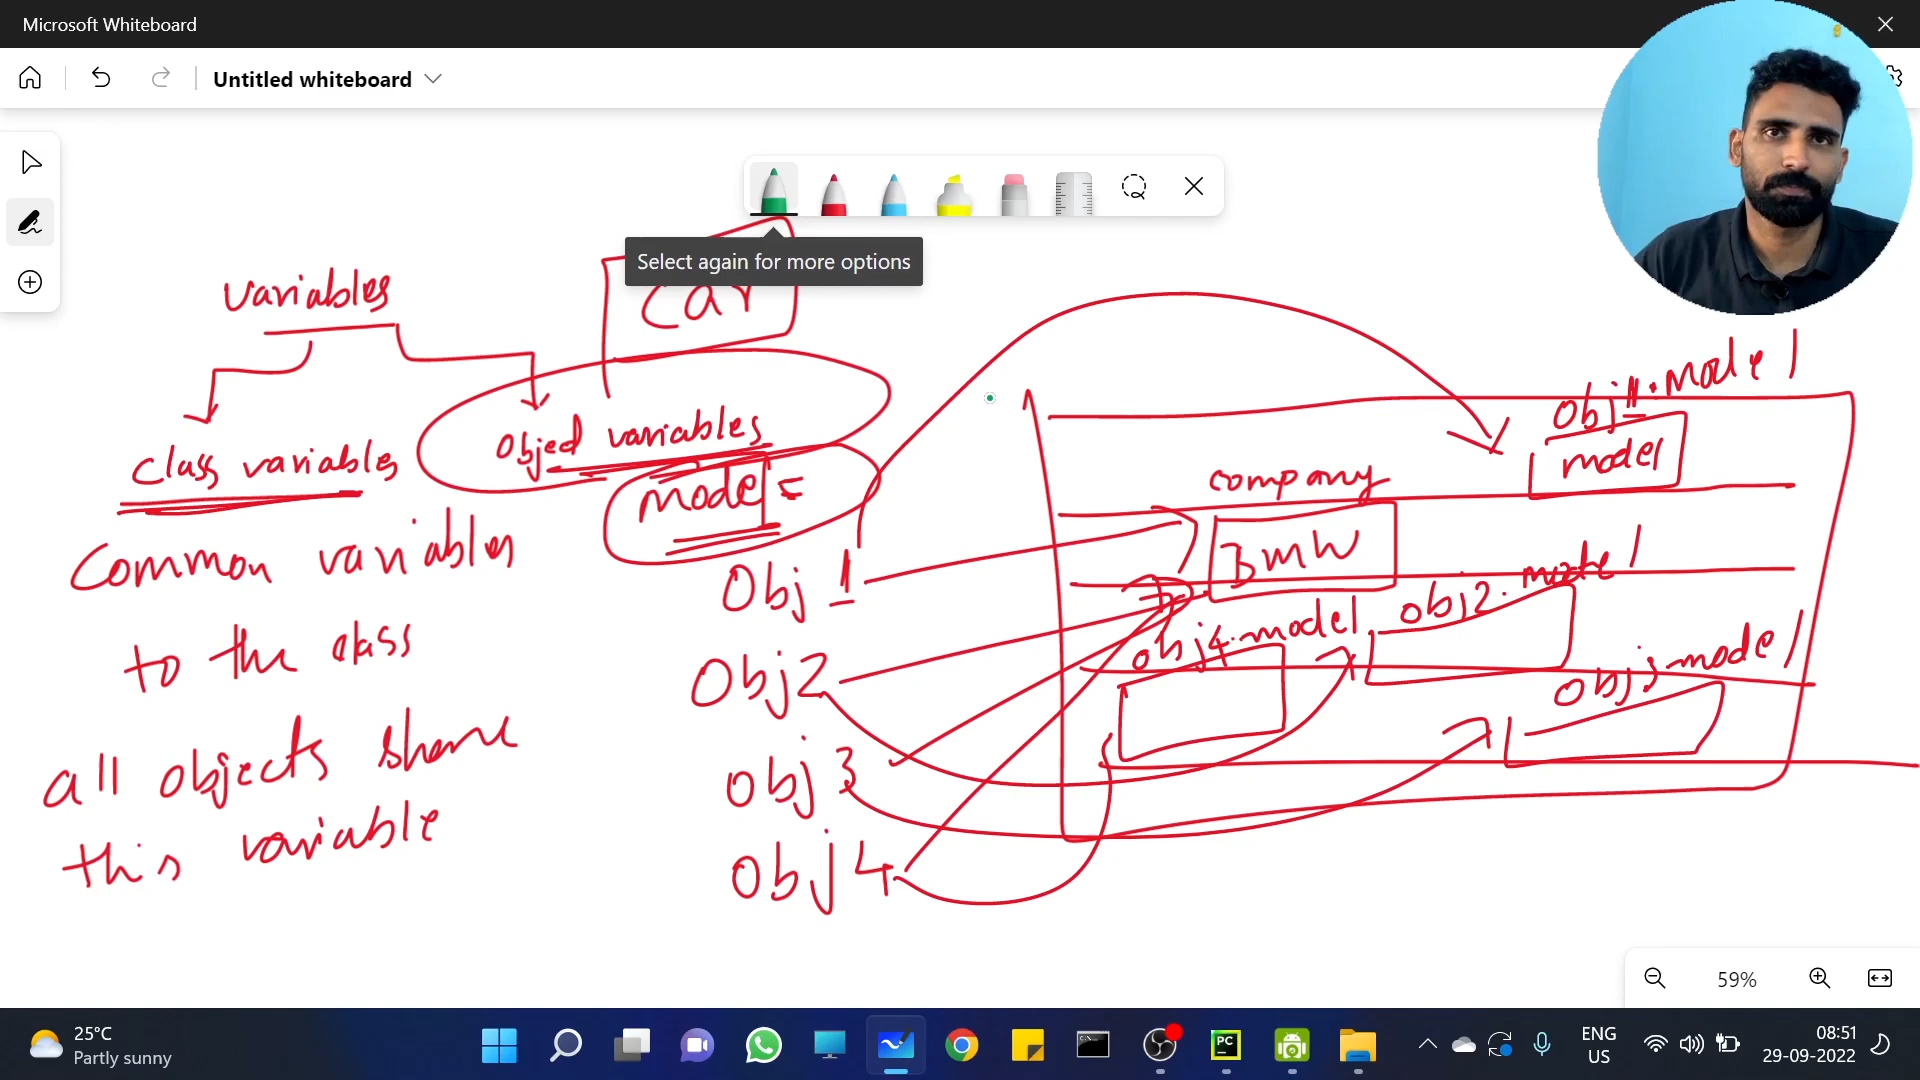 Microsoft Whiteboard
Untitled whiteboard
Select again for more options
Car
variables
class variables
object variables
model =
common variables
to the class
all objects share
this variable
obj 1
obj2
obj 3
obj 4
obj1.model
model
company
BMW
obj2.model
obj4.model
obj3.model
59%
25°C
Partly sunny
PC
ENG
US
08:51
29-09-2022